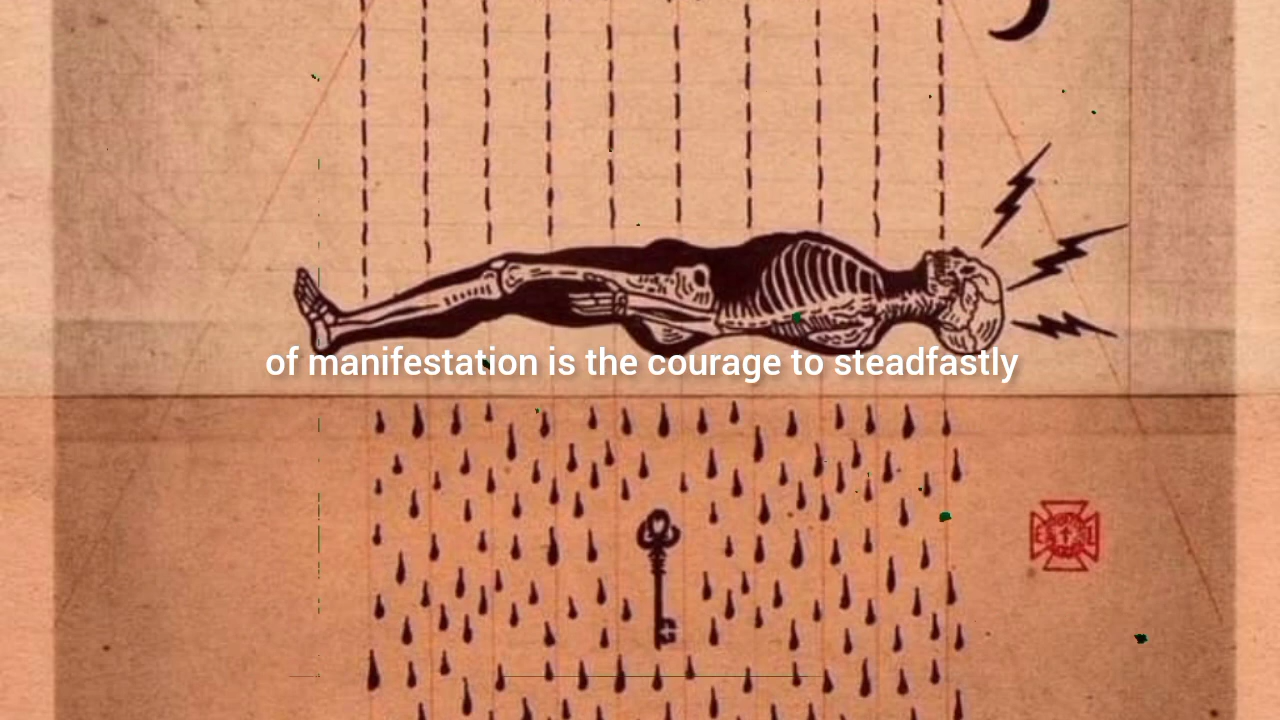 of manifestation is the courage to steadfastly